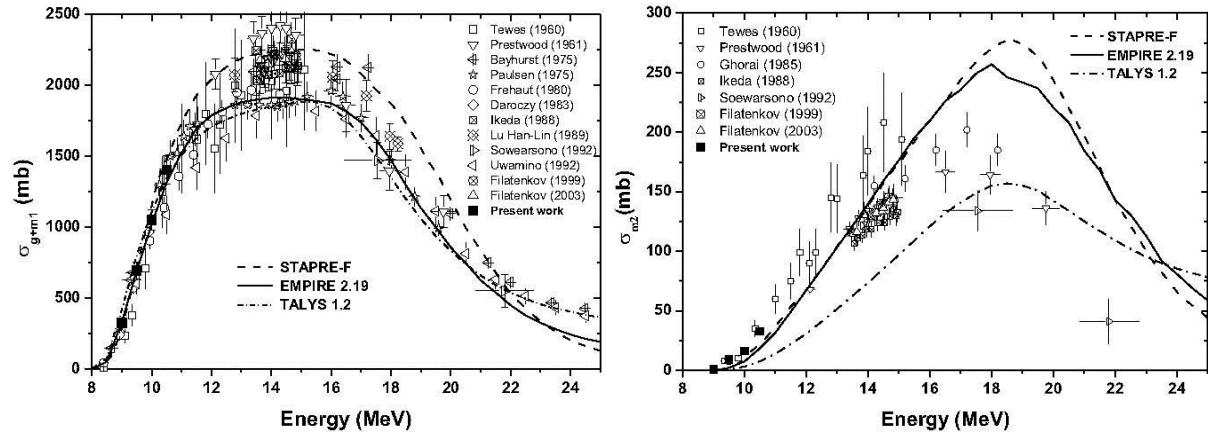 2500
2000
1500
1000
500
0
8
10
12
14
16
18
20
22
24
σg+m1 (mb)
Energy (MeV)
Tewes (1960)
Prestwood (1961)
Bayhurst (1975)
Paulsen (1975)
Frehaut (1980)
Daroczy (1983)
Ikeda (1988)
Lu Han-Lin (1989)
Sowearsono (1992)
Uwamino (1992)
Filatenkov (1999)
Filatenkov (2003)
Present work
STAPRE-F
EMPIRE 2.19
TALYS 1.2
300
250
200
150
100
50
0
8
10
12
14
16
18
20
22
24
σm2 (mb)
Energy (MeV)
Tewes (1960)
Prestwood (1961)
Ghorai (1985)
Ikeda (1988)
Soewarsono (1992)
Filatenkov (1999)
Filatenkov (2003)
Present work
STAPRE-F
EMPIRE 2.19
TALYS 1.2